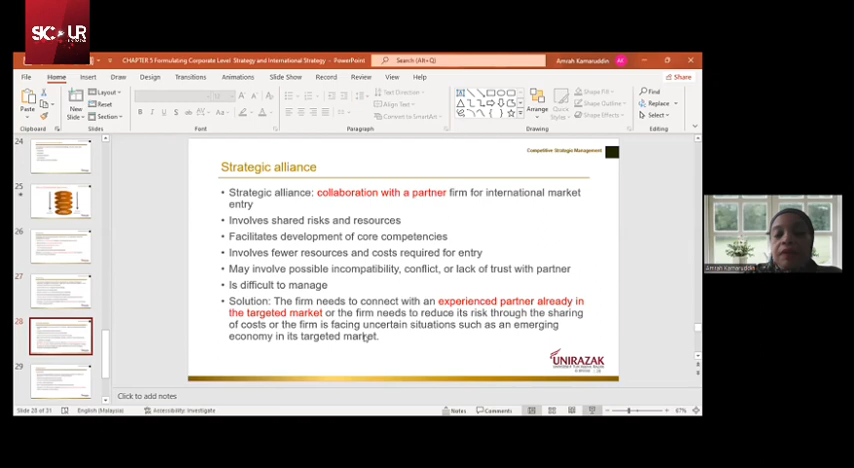 SIC UR
CHAPTER 5 Formulating Corporate Level Strategy and International Strategy - PowerPoint
Search (Alt+Q)
Amrah Kamaruddin
AK
File
Home
Insert
Draw
Design
Transitions
Animations
Slide Show
Record
Review
View
Help
Share
Paste
New
Slide
Layout
Reset
Section
Text Direction
Align Text
Convert to SmartArt
Arrange
Quick
Styles
Shape Fill
Shape Outline
Shape Effects
Find
Replace
Select
Clipboard
Slides
Font
Paragraph
Drawing
Editing
24
25
26
27
28
29
Competitive Strategic Management
Strategic alliance
• Strategic alliance: collaboration with a partner firm for international market
entry
• Involves shared risks and resources
• Facilitates development of core competencies
• Involves fewer resources and costs required for entry
• May involve possible incompatibility, conflict, or lack of trust with partner
• Is difficult to manage
• Solution: The firm needs to connect with an experienced partner already in
the targeted market or the firm needs to reduce its risk through the sharing
of costs or the firm is facing uncertain situations such as an emerging
economy in its targeted market.
UNIRAZAK
Click to add notes
Slide 28 of 31
English (Malaysia)
Accessibility: Investigate
Notes
Comments
67%
Amrah Kamaruddin